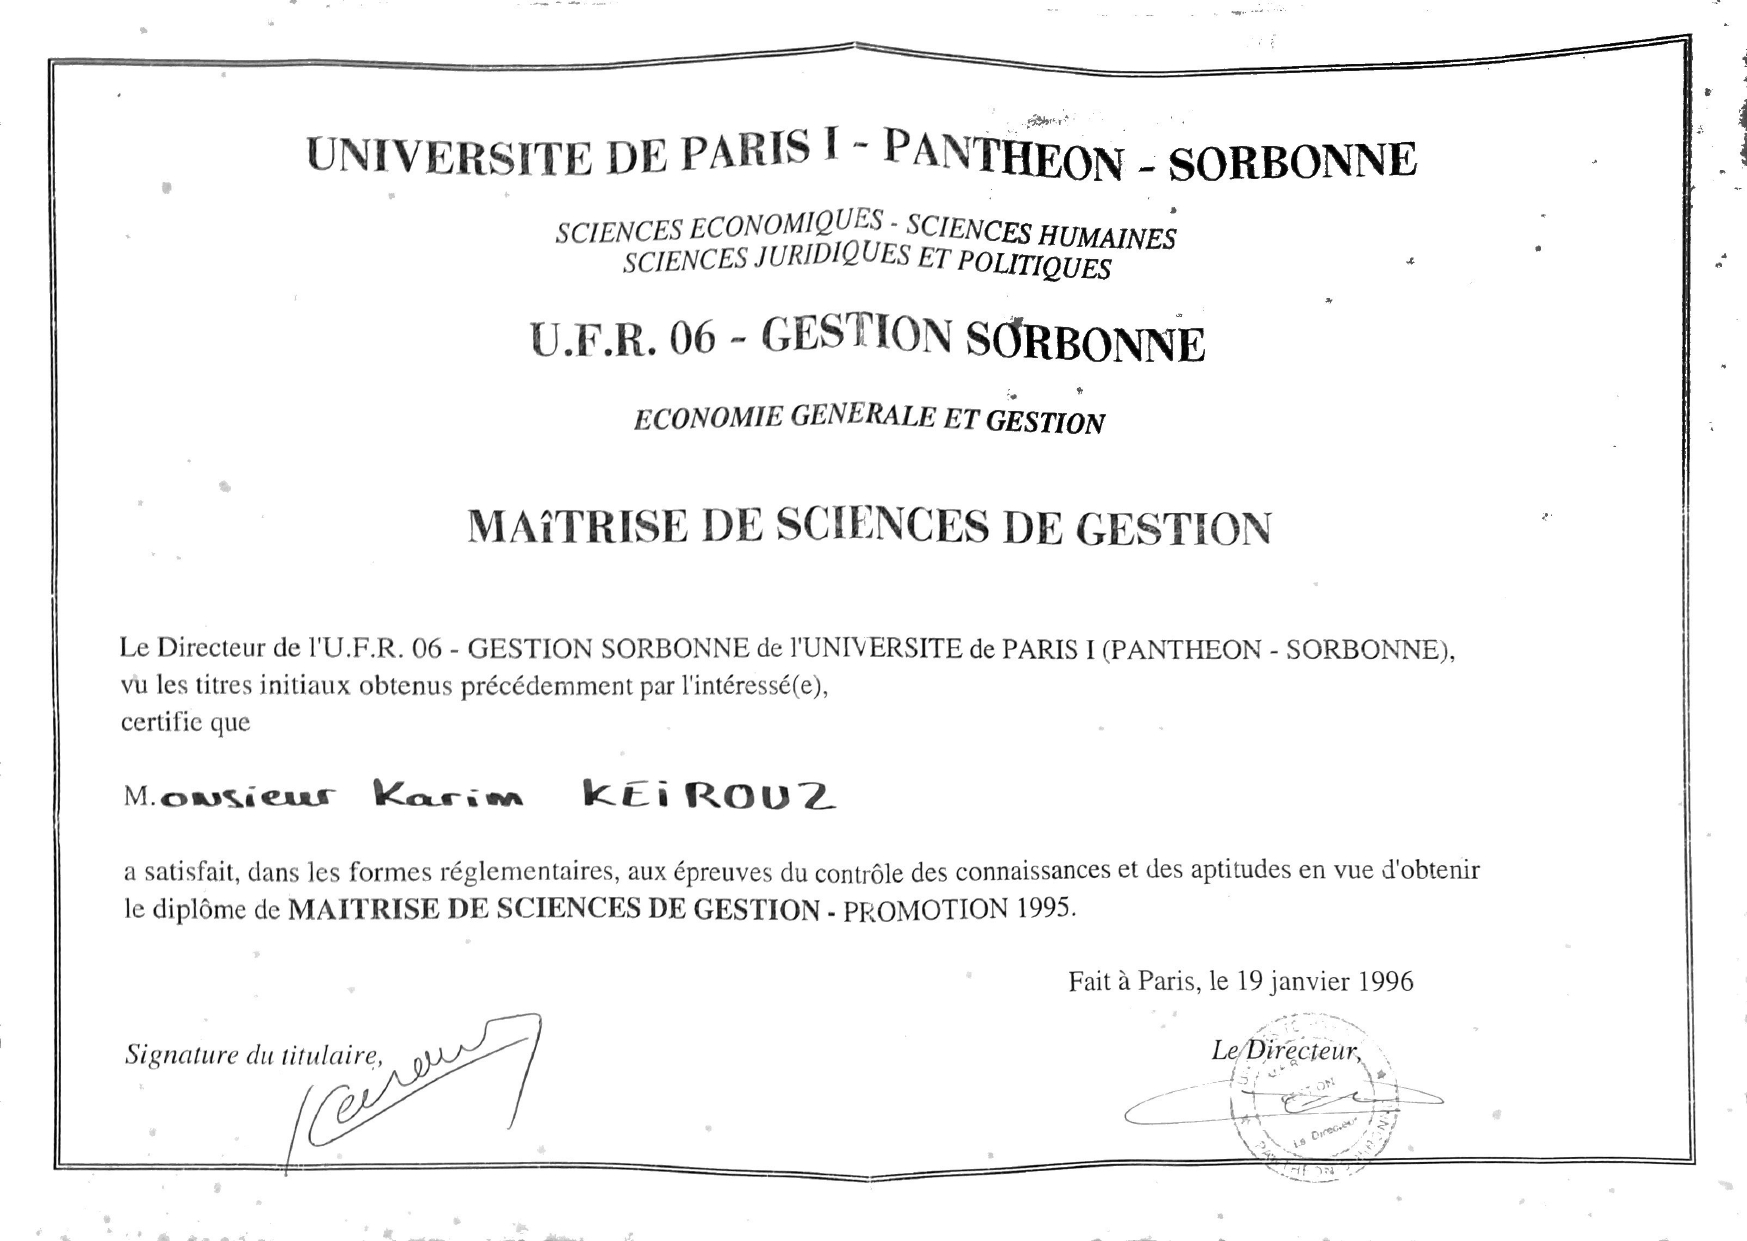 UNIVERSITE DE PARIS I - PANTHEON - SORBONNE
SCIENCES ECONOMIQUES - SCIENCES HUMAINES
SCIENCES JURIDIQUES ET POLITIQUES
U.F.R. 06 - GESTION SORBONNE
ECONOMIE GENERALE ET GESTION
MAîTRISE DE SCIENCES DE GESTION
Le Directeur de l'U.F.R. 06 - GESTION SORBONNE de l'UNIVERSITE de PARIS I (PANTHEON - SORBONNE),
vu les titres initiaux obtenus précédemment par l'intéressé(e),
certifie que
M.onsieur Karim KEiROUZ
a satisfait, dans les formes réglementaires, aux épreuves du contrôle des connaissances et des aptitudes en vue d'obtenir
le diplôme de MAITRISE DE SCIENCES DE GESTION - PROMOTION 1995.
Fait à Paris, le 19 janvier 1996
Signature du titulaire,
Le Directeur,
Le Directeur